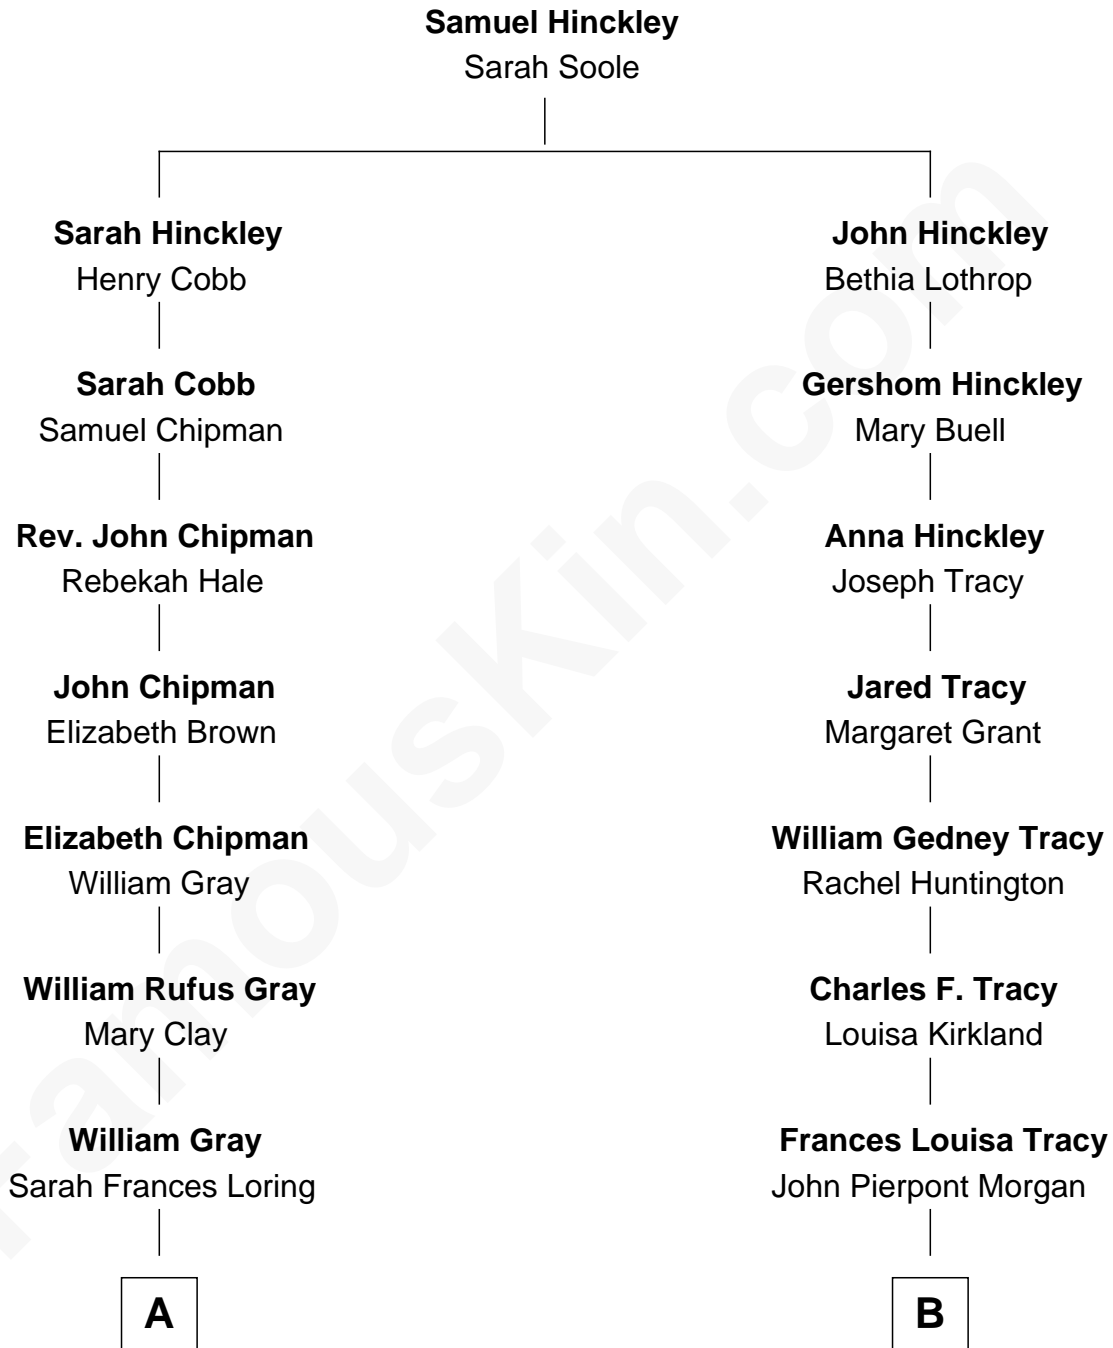 Samuel Hinckley
Sarah Soole
Sarah Hinckley
Henry Cobb
John Hinckley
Bethia Lothrop
Sarah Cobb
Samuel Chipman
Gershom Hinckley
Mary Buell
Rev. John Chipman
Rebekah Hale
Anna Hinckley
Joseph Tracy
John Chipman
Elizabeth Brown
Jared Tracy
Margaret Grant
Elizabeth Chipman
William Gray
William Gedney Tracy
Rachel Huntington
William Rufus Gray
Mary Clay
Charles F. Tracy
Louisa Kirkland
William Gray
Sarah Frances Loring
Frances Louisa Tracy
John Pierpont Morgan
A
B
FamousKin.com